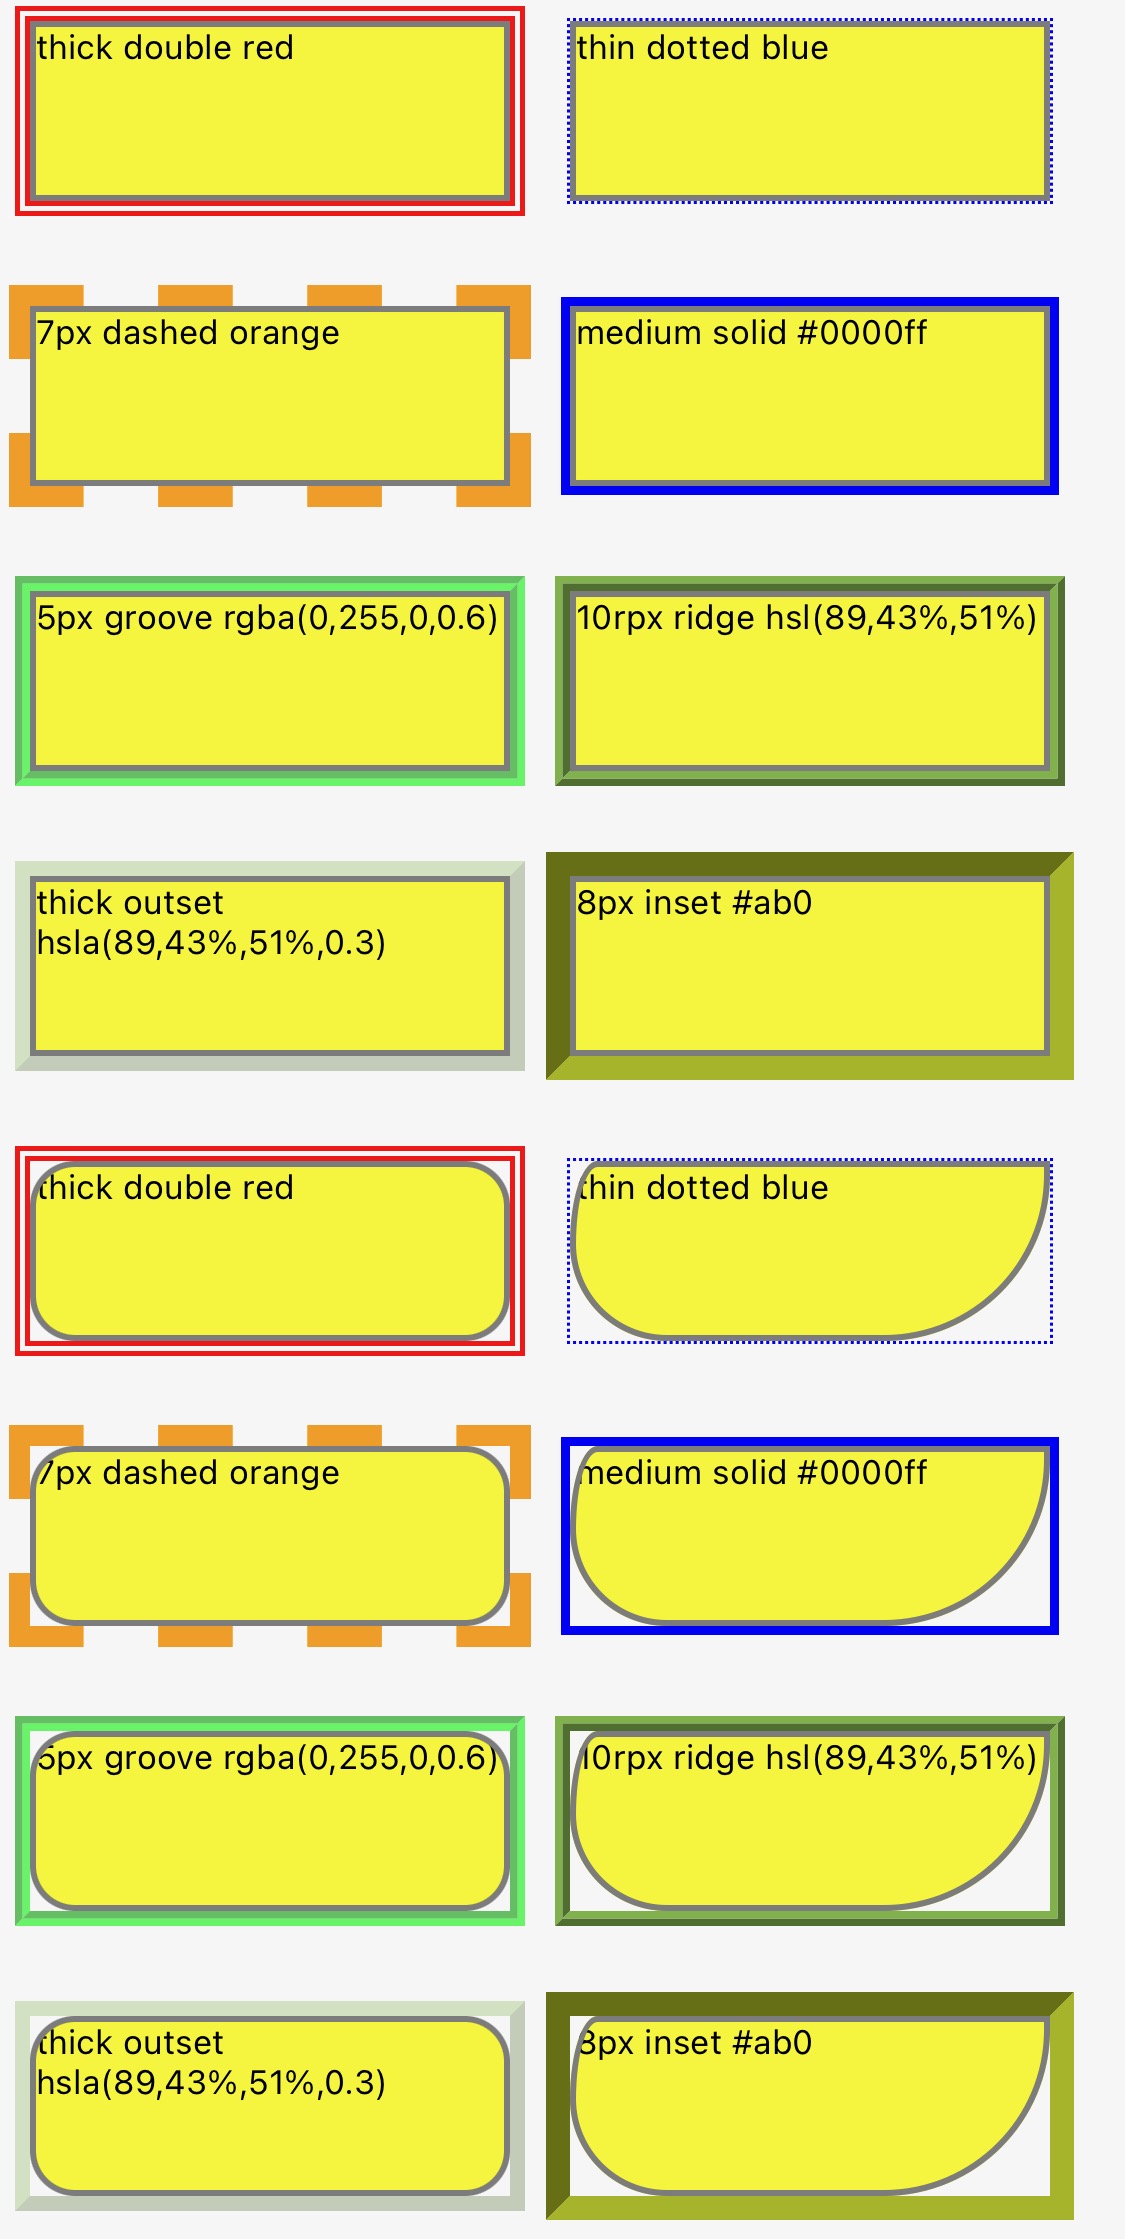 thick double red
thin dotted blue
7px dashed orange
medium solid #0000ff
5px groove rgba(0,255,0,0.6)
10rpx ridge hsl(89,43%,51%)
thick outset
hsla(89,43%,51%,0.3)
8px inset #ab0
thick double red
thin dotted blue
7px dashed orange
medium solid #0000ff
5px groove rgba(0,255,0,0.6)
10rpx ridge hsl(89,43%,51%)
thick outset
hsla(89,43%,51%,0.3)
8px inset #ab0